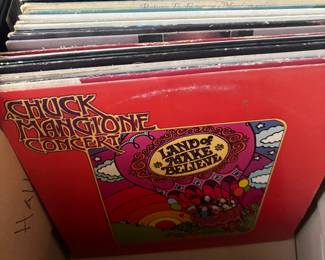 CHUCK
MANGIONE
CONCERT
LAND of
MAKE
BELIEVE